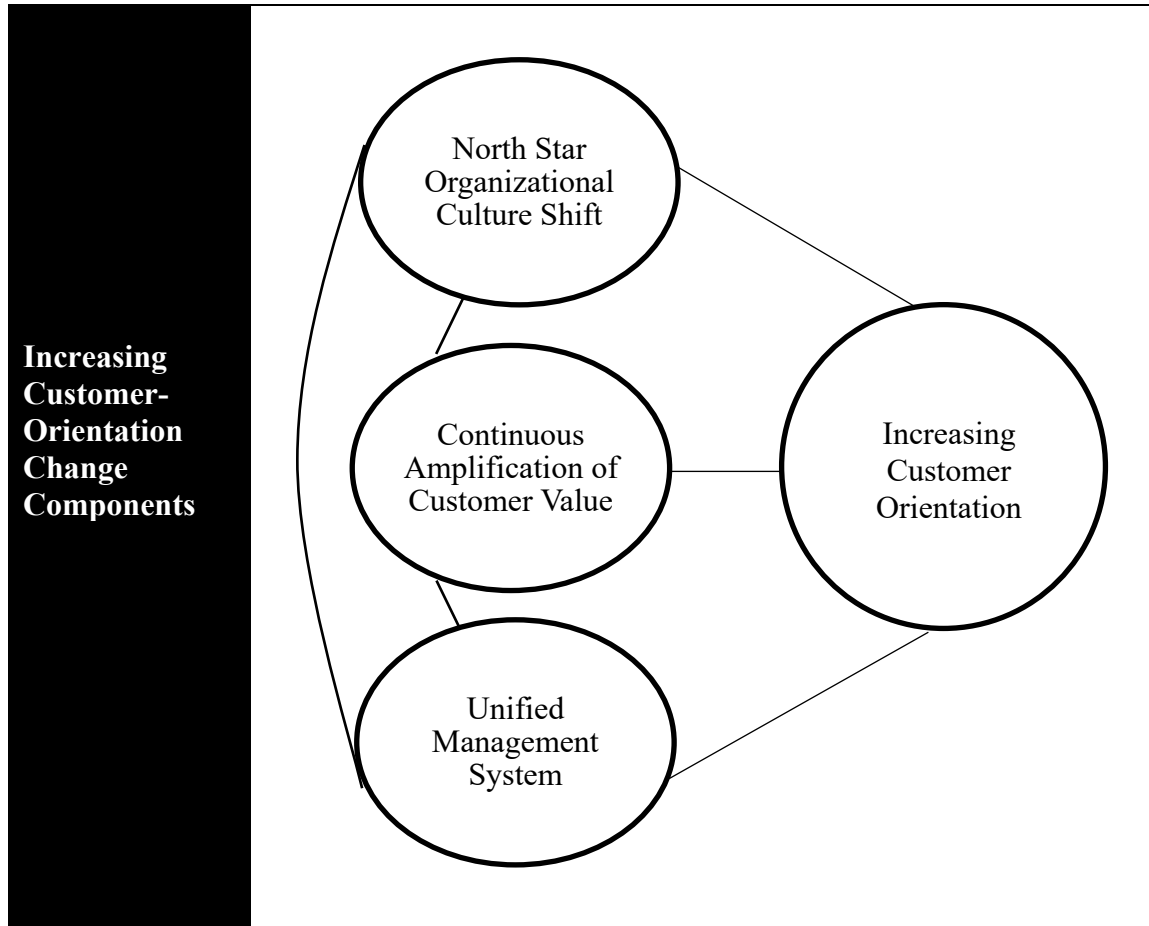 Increasing
Customer-
Orientation
Change
Components
North Star
Organizational
Culture Shift
Continuous
Amplification of
Customer Value
Unified
Management
System
Increasing
Customer
Orientation